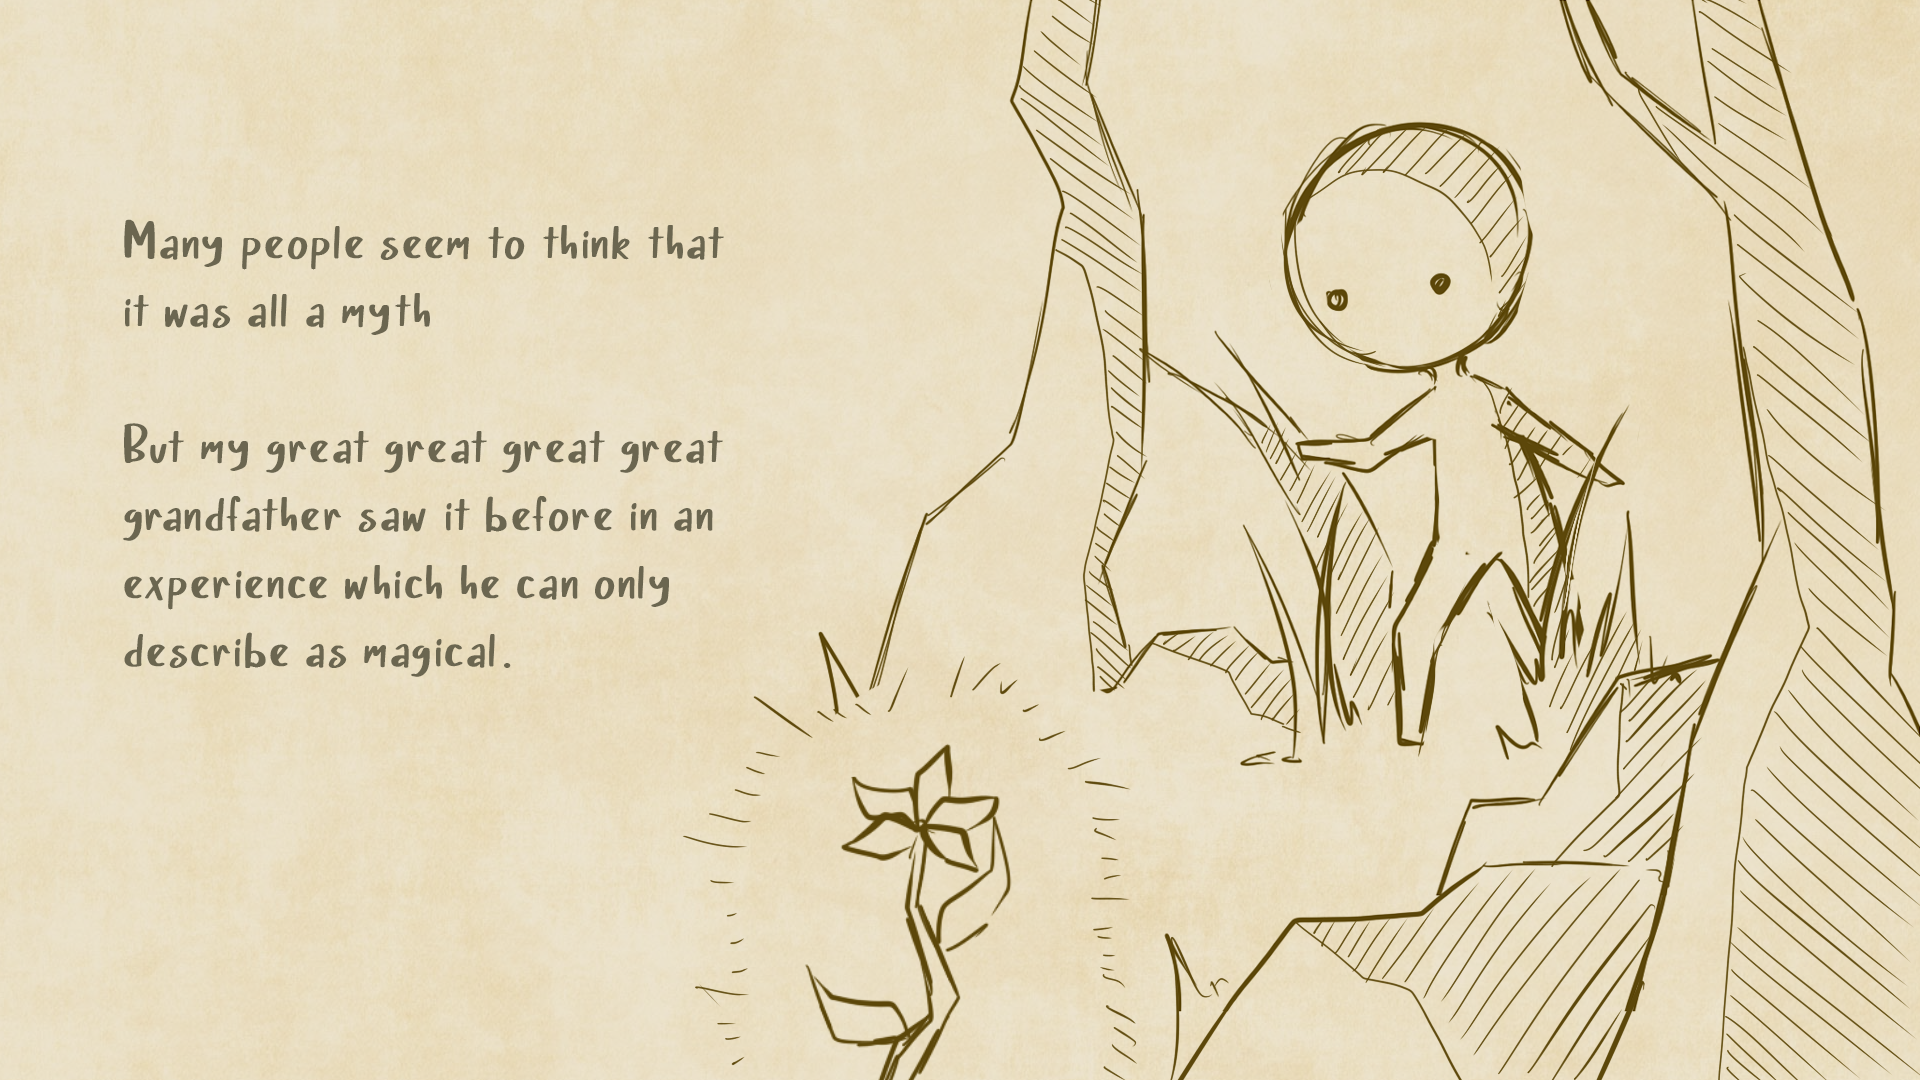 Many people seem to think that
it was all a myth
But my great great great great
grandfather saw it before in an
experience which he can only
describe as magical.